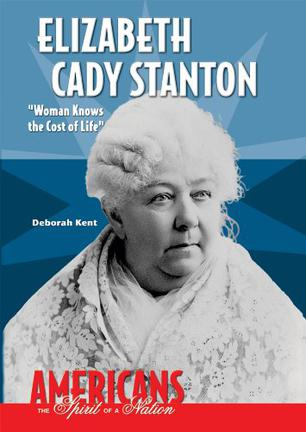 ELIZABETH
CADY STANTON
"Woman Knows
the Cost of Life"
Deborah Kent
AMERICANS
THE Spirit OF A Nation